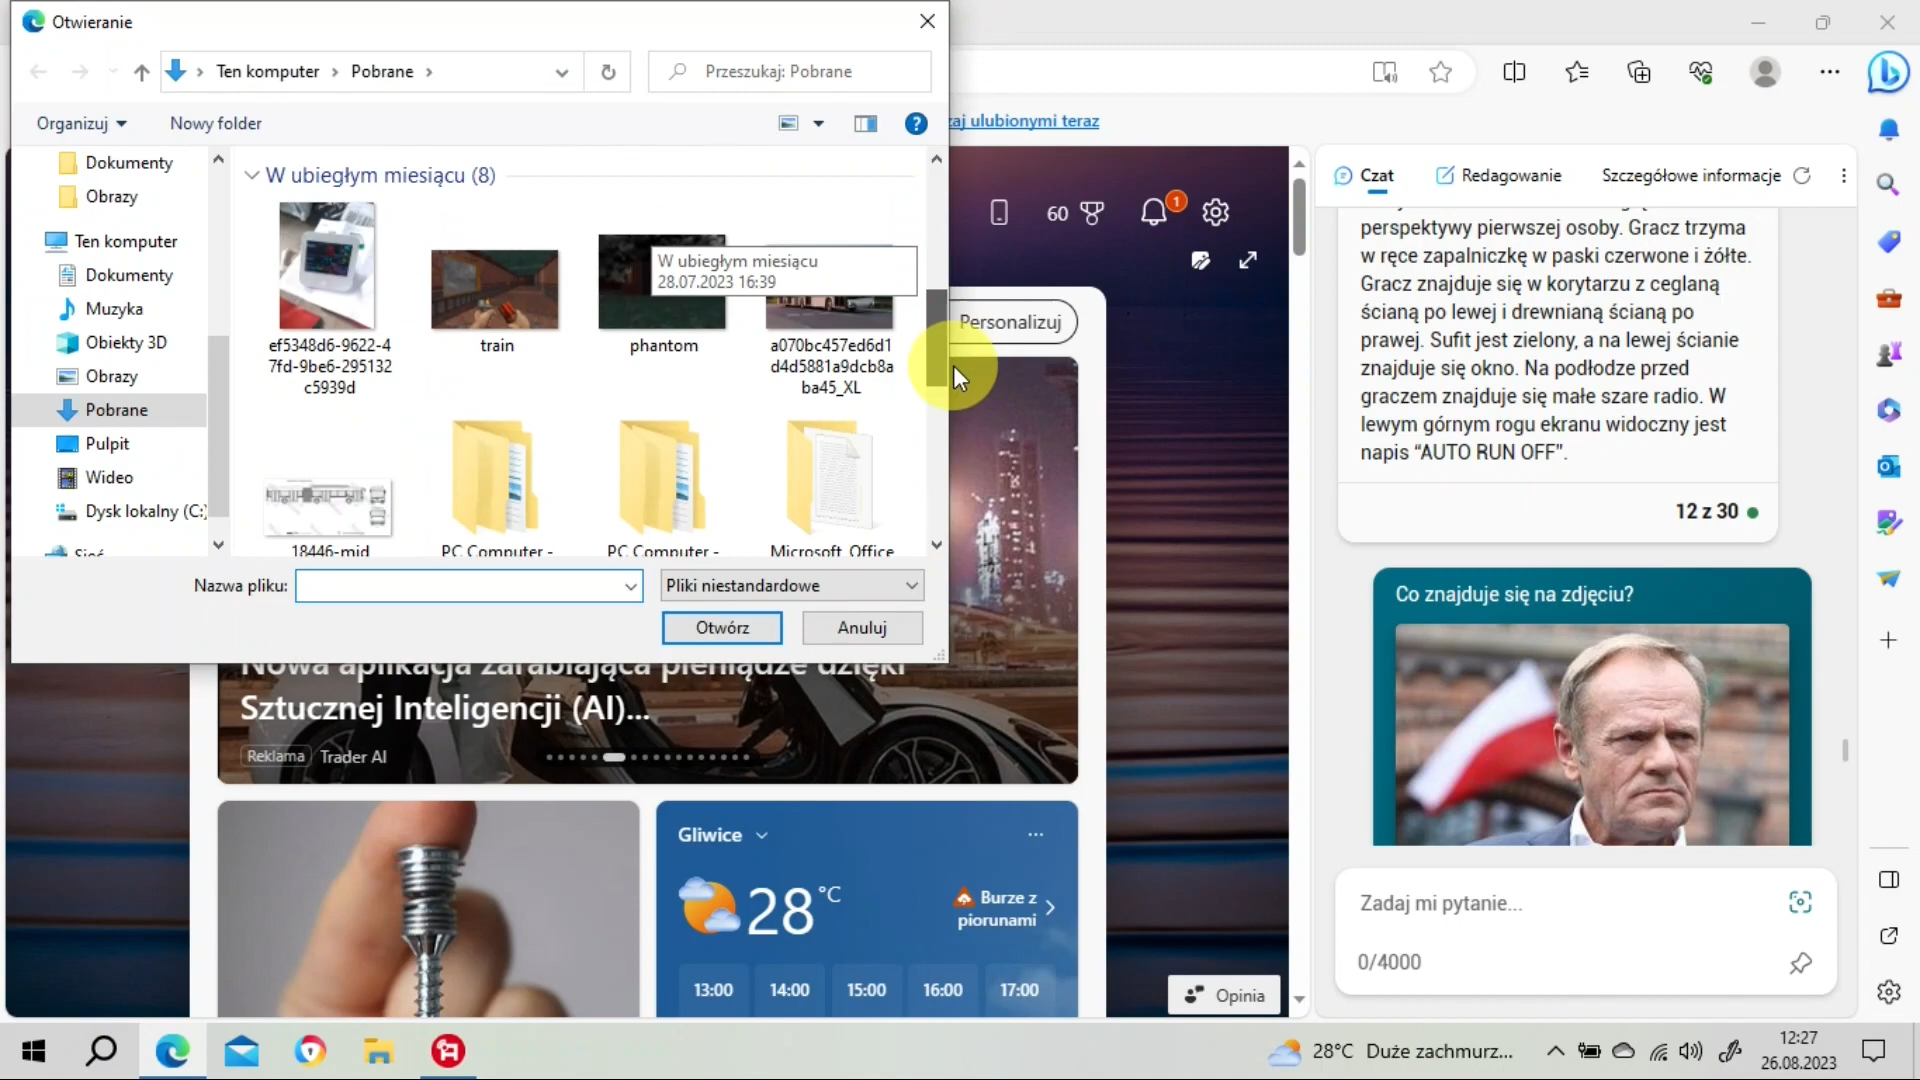 Otwieranie
Ten komputer
Pobrane
Przeszukaj: Pobrane
Organizuj
Nowy folder
Dokumenty
Obrazy
Ten komputer
Dokumenty
Muzyka
Obiekty 3D
Obrazy
Pobrane
Pulpit
Wideo
Dysk lokalny (C:)
W ubiegłym miesiącu (8)
W ubiegłym miesiącu
28.07.2023 16:39
ef5348d6-9622-4
7fd-9be6-295132
c5939d
train
phantom
a070bc457ed6d1
d4d5881a9dcb8a
ba45_XL
18446-mid
PC Computer -
PC Computer -
Microsoft Office
Nazwa pliku:
Pliki niestandardowe
Otwórz
Anuluj
aj ulubionymi teraz
60
1
Personalizuj
Nowa aplikacja zarabiająca pieniądze dzięki
Sztucznej Inteligencji (AI)...
Reklama
Trader AI
Gliwice
28 °C
Burze z
piorunami
13:00
14:00
15:00
16:00
17:00
Opinia
Czat
Redagowanie
Szczegółowe informacje
perspektywy pierwszej osoby. Gracz trzyma
w ręce zapalniczkę w paski czerwone i żółte.
Gracz znajduje się w korytarzu z ceglaną
ścianą po lewej i drewnianą ścianą po
prawej. Sufit jest zielony, a na lewej ścianie
znajduje się okno. Na podłodze przed
graczem znajduje się małe szare radio. W
lewym górnym rogu ekranu widoczny jest
napis “AUTO RUN OFF”.
12 z 30
Co znajduje się na zdjęciu?
Zadaj mi pytanie...
0/4000
28°C Duże zachmurz...
12:27
26.08.2023